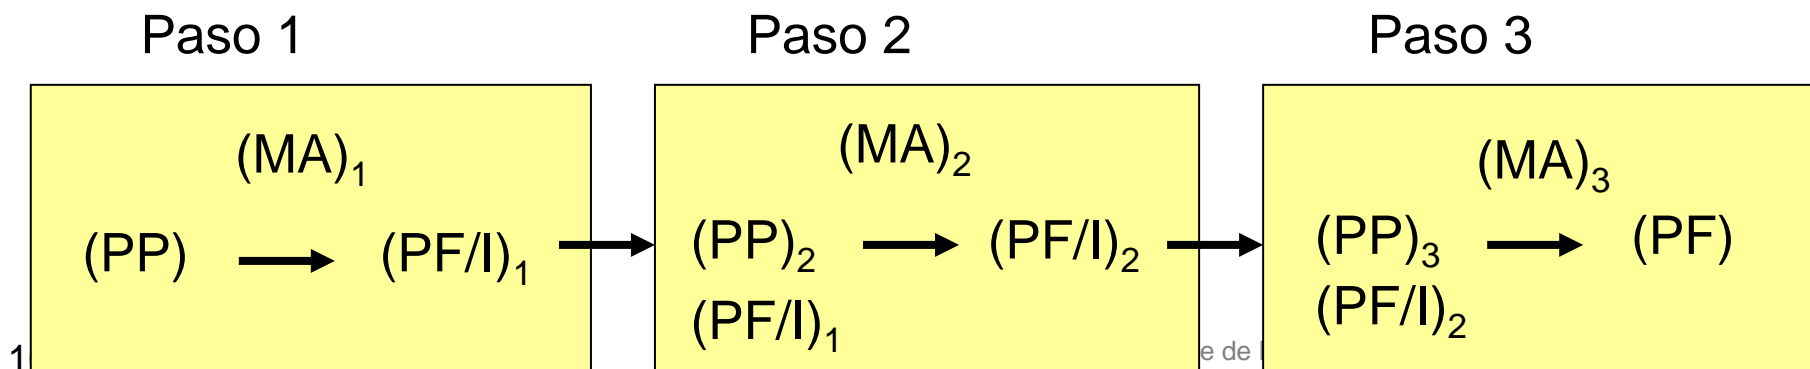 Paso 1
Paso 2
Paso 3
(MA)₁
(PP)
(PF/I)₁
(MA)₂
(PP)₂
(PF/I)₂
(PF/I)₁
(MA)₃
(PP)₃
(PF)
(PF/I)₂
e de